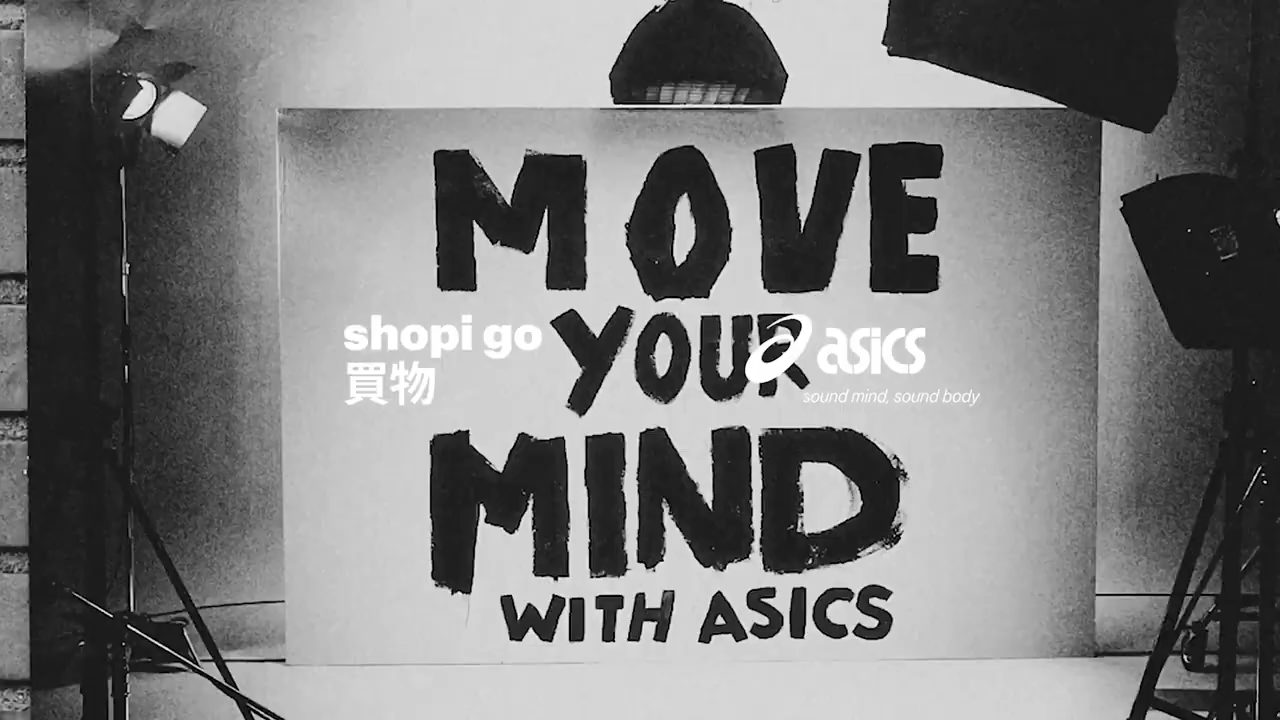 MOVE
shopi go
買物
YOUR
asics
sound mind, sound body
MIND
WITH ASICS